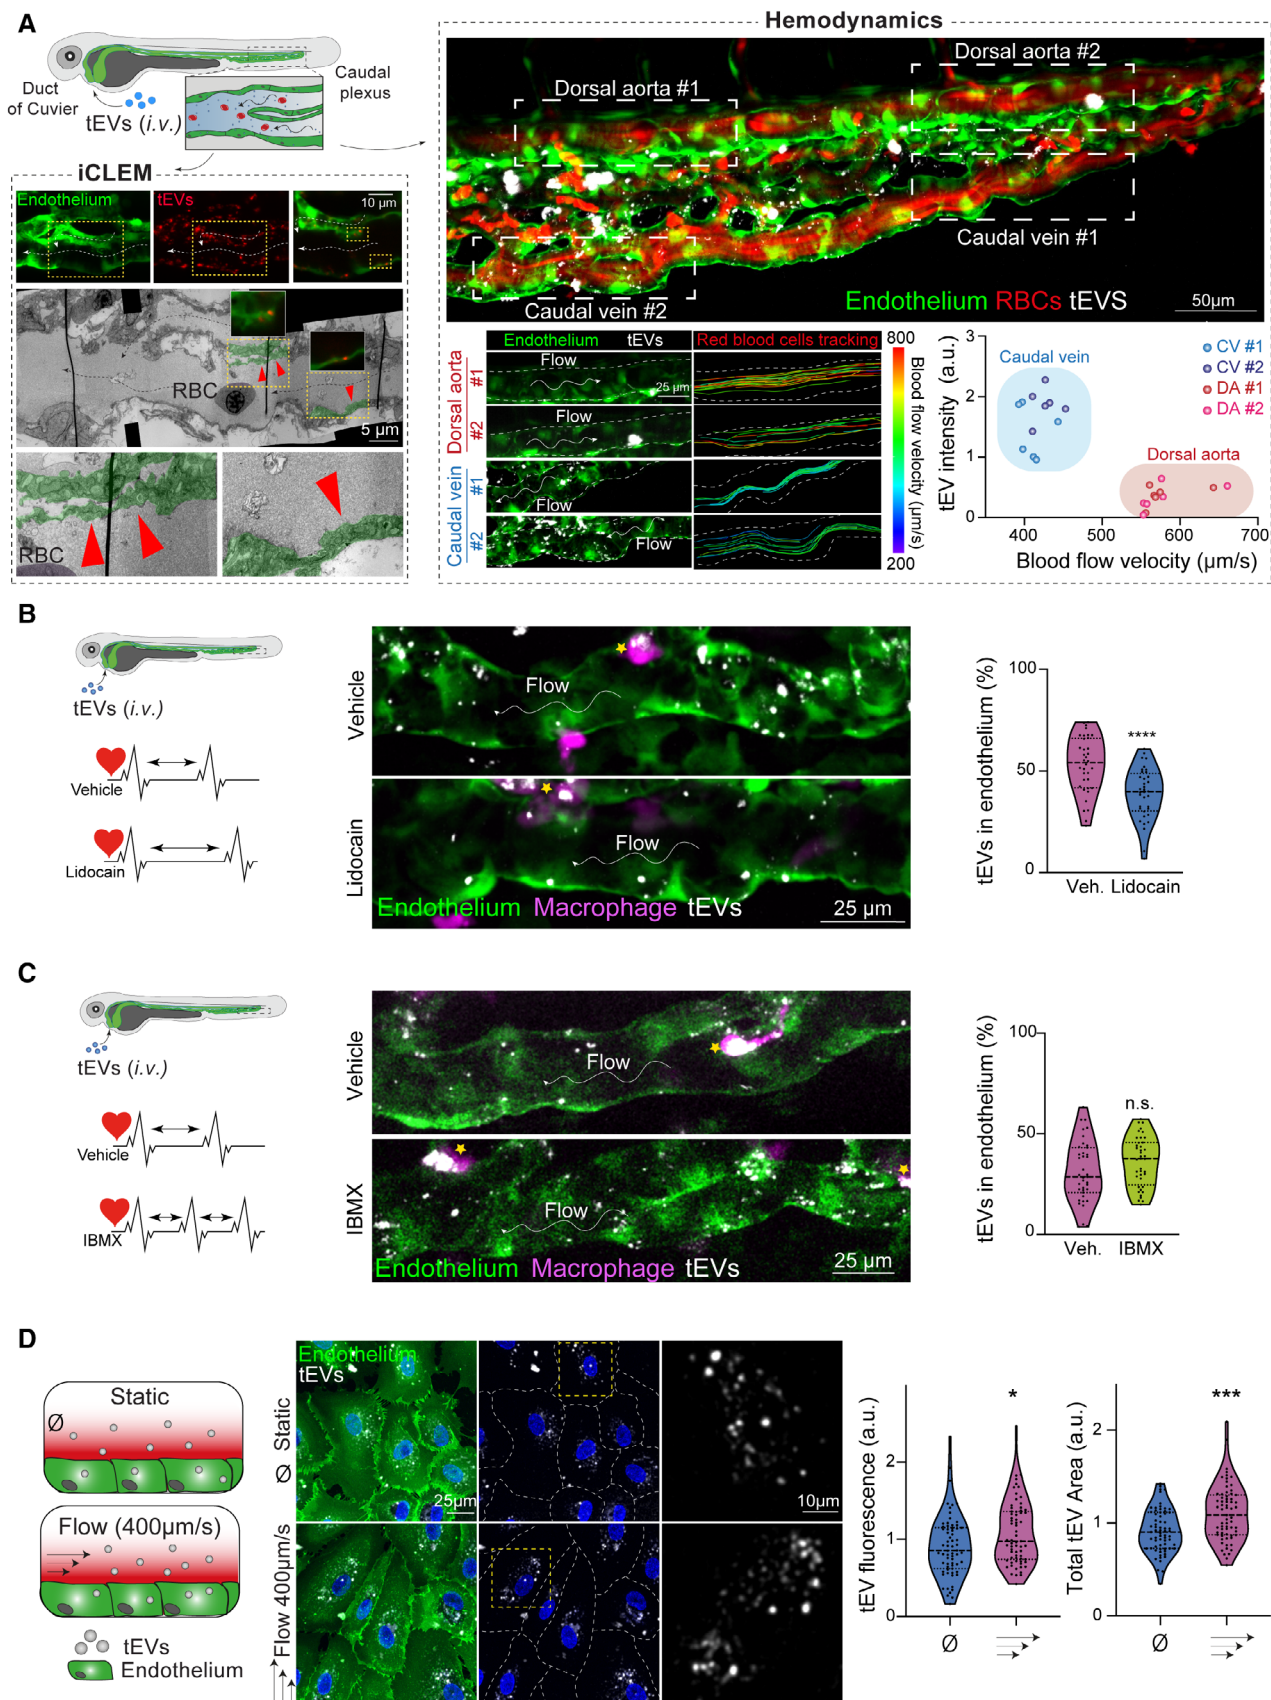 A
Duct
of Cuvier
tEVs (i.v.)
Caudal
plexus
iCLEM
Endothelium
tEVs
10 µm
RBC
5 µm
RBC
Hemodynamics
Dorsal aorta #1
Dorsal aorta #2
Caudal vein #1
Caudal vein #2
Endothelium RBCs tEVS
50µm
Endothelium tEVs
Red blood cells tracking
Dorsal aorta
#1
#2
Caudal vein
#1
#2
Flow
25 µm
Flow
Flow
Flow
800
200
Blood flow velocity (µm/s)
tEV intensity (a.u.)
3
2
1
0
Caudal vein
Dorsal aorta
CV #1
CV #2
DA #1
DA #2
400 500 600 700
Blood flow velocity (µm/s)
B
tEVs (i.v.)
Vehicle
Lidocain
Vehicle
Flow
Lidocain
Flow
Endothelium Macrophage tEVs
25 µm
tEVs in endothelium (%)
100
50
0
****
Veh. Lidocain
C
tEVs (i.v.)
Vehicle
IBMX
Vehicle
Flow
IBMX
Flow
Endothelium Macrophage tEVs
25 µm
tEVs in endothelium (%)
100
50
0
n.s.
Veh. IBMX
D
Static
Ø
Flow (400µm/s)
tEVs
Endothelium
Ø Static
Flow 400µm/s
Endothelium
tEVs
25µm
10µm
tEV fluorescence (a.u.)
2
1
0
*
Ø
Total tEV Area (a.u.)
2
1
0
***
Ø